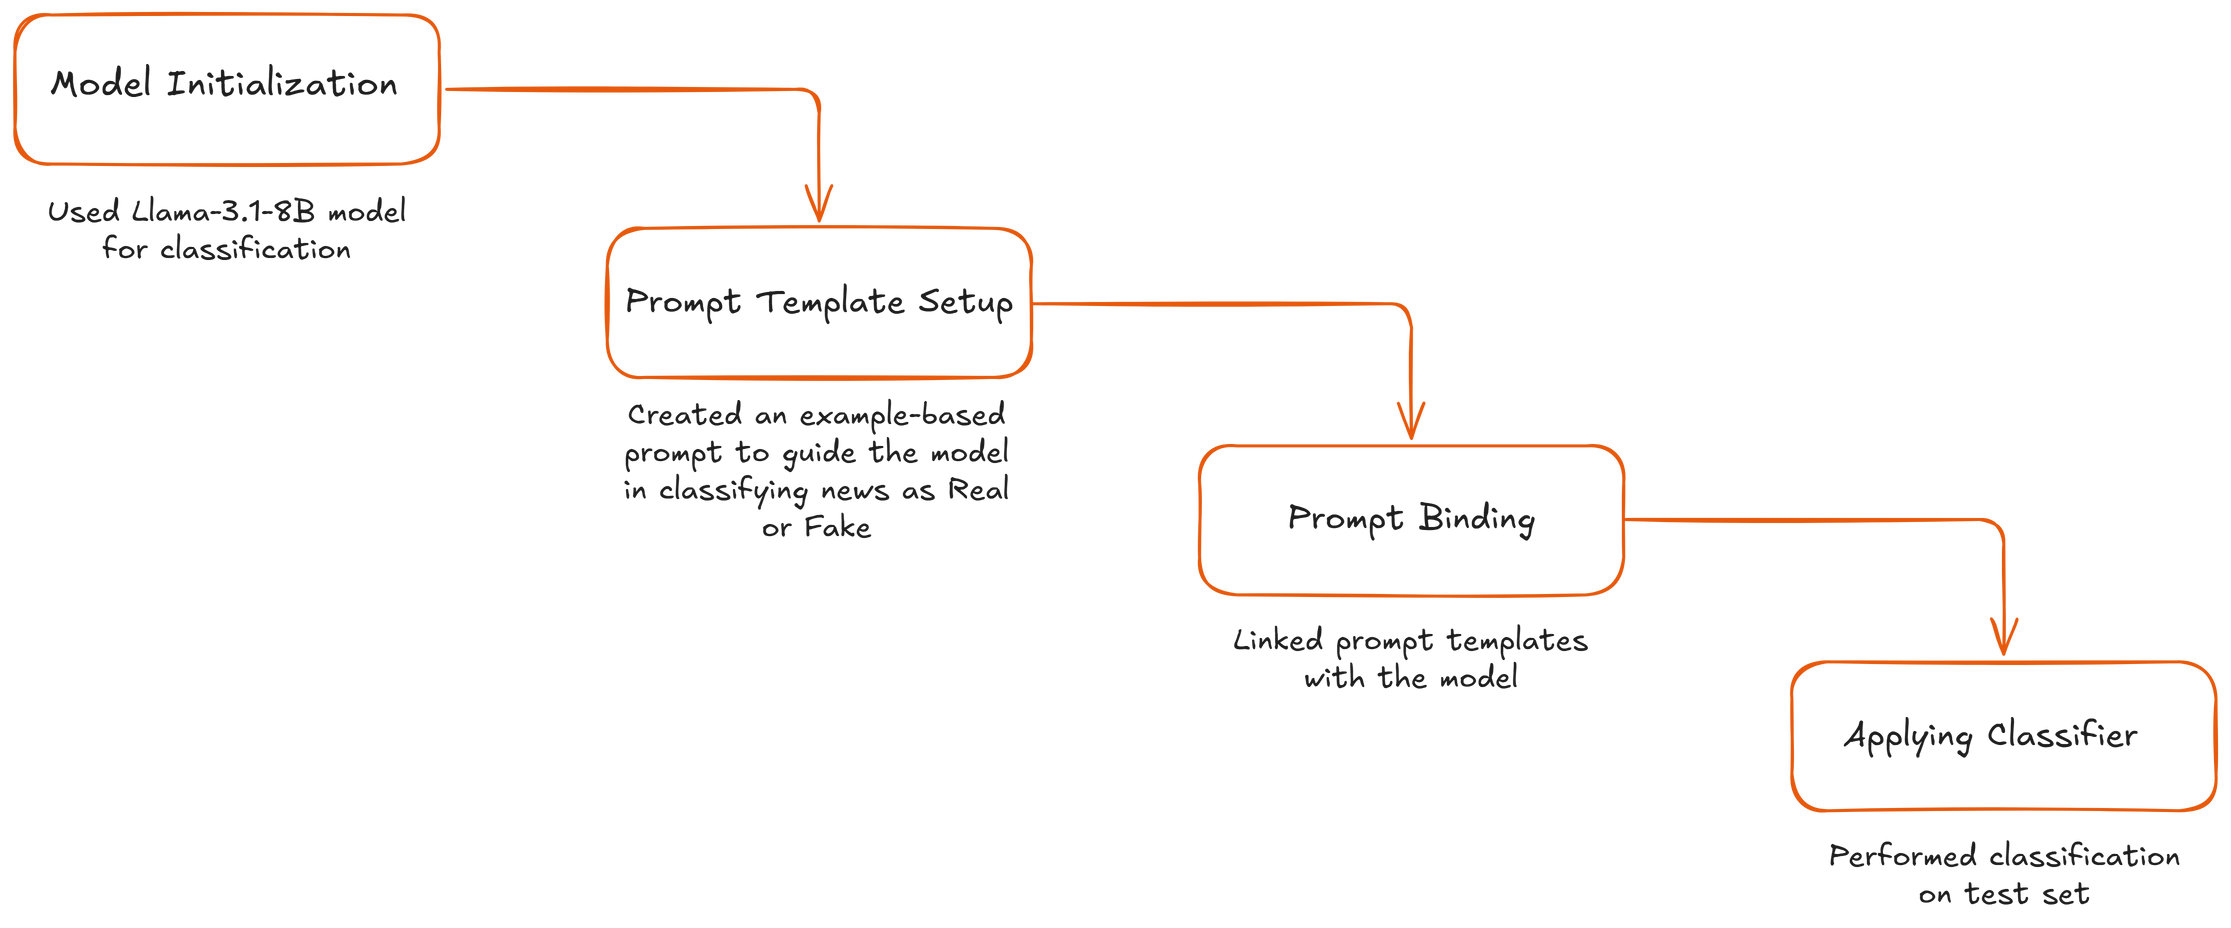 Model Initialization
Used Llama-3.1-8B model
for classification
Prompt Template Setup
Created an example-based
prompt to guide the model
in classifying news as Real
or Fake
Prompt Binding
Linked prompt templates
with the model
Applying Classifier
Performed classification
on test set